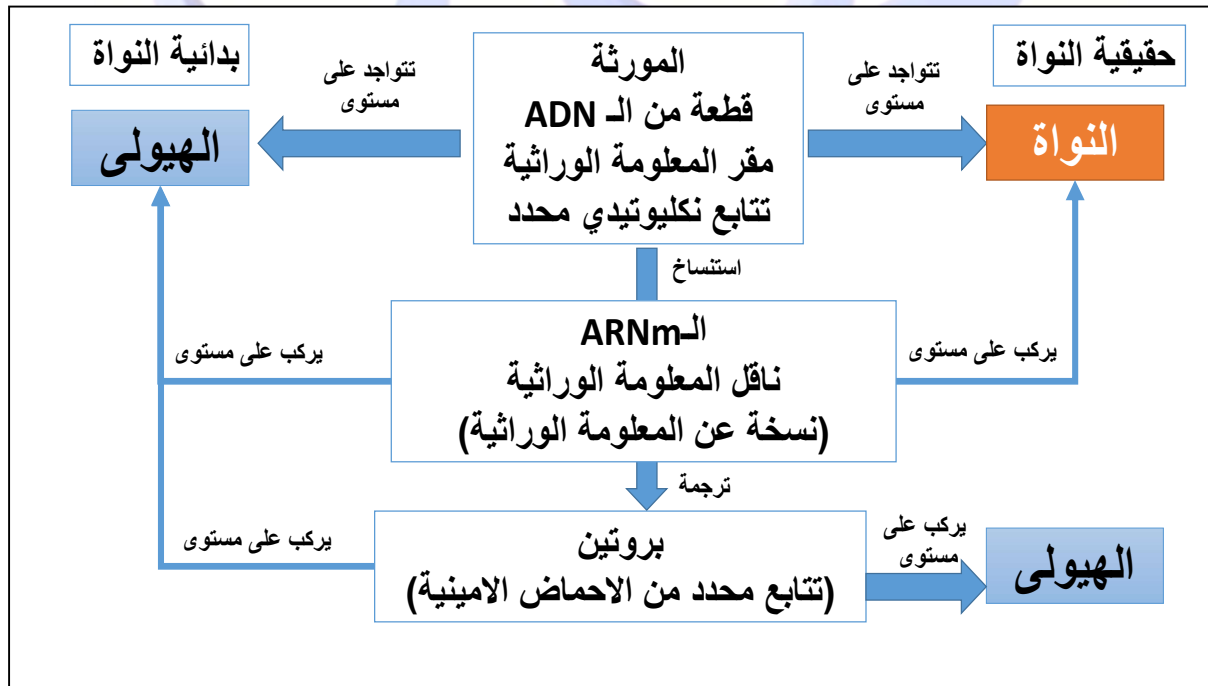 حقيقية النواة
بدائية النواة
المورثة
قطعة من الـ ADN
مقر المعلومة الوراثية
تتابع نكليوتيدي محدد
تتواجد على
مستوى
النواة
تتواجد على
مستوى
الهيولى
استنساخ
الـARNm
ناقل المعلومة الوراثية
(نسخة عن المعلومة الوراثية)
يركب على مستوى
يركب على مستوى
ترجمة
بروتين
(تتابع محدد من الاحماض الامينية)
يركب على
مستوى
الهيولى
يركب على مستوى